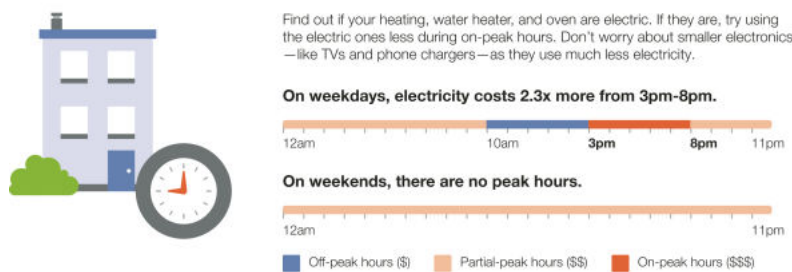 Find out if your heating, water heater, and oven are electric. If they are, try using
the electric ones less during on-peak hours. Don't worry about smaller electronics
—like TVs and phone chargers—as they use much less electricity.
On weekdays, electricity costs 2.3x more from 3pm-8pm.
12am 10am 3pm 8pm 11pm
On weekends, there are no peak hours.
12am 11pm
Off-peak hours ($) Partial-peak hours ($$) On-peak hours ($$$)